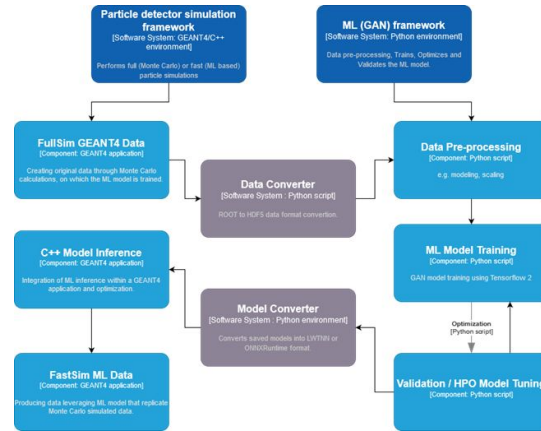 Particle detector simulation
framework
[Software System: GEANT4/C++
environment]
Performs full (Monte Carlo) or fast (ML based)
particle simulations
ML (GAN) framework
[Software System: Python environment]
Data pre-processing, Trains, Optimizes and
Validates the ML model.
FullSim GEANT4 Data
[Component: GEANT4 application]
Creating original data through Monte Carlo
calculations, on which the ML model is trained.
Data Converter
[Software System : Python script]
ROOT to HDF5 data format convertion.
Data Pre-processing
[Component: Python script]
e.g. modeling, scaling
C++ Model Inference
[Component: GEANT4 application]
Integration of ML inference within a GEANT4
application and optimization.
ML Model Training
[Component: Python script]
GAN model training using Tensorflow 2
Model Converter
[Software System : Python environment]
Converts saved models into LWTNN or
ONNXRuntime format.
Optimization
[Python script]
FastSim ML Data
[Component: GEANT4 application]
Producing data leveraging ML model that replicate
Monte Carlo simulated data.
Validation / HPO Model Tuning
[Component: Python script]